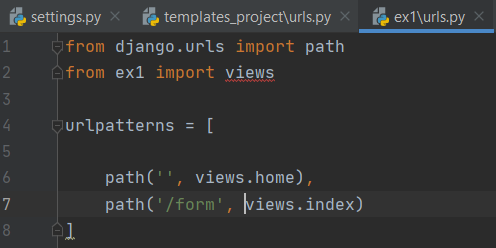 settings.py templates_project\urls.py ex1\urls.py
1 from django.urls import path
2 from ex1 import views
3
4 urlpatterns = [
5
6 path('', views.home),
7 path('/form', views.index)
8 ]